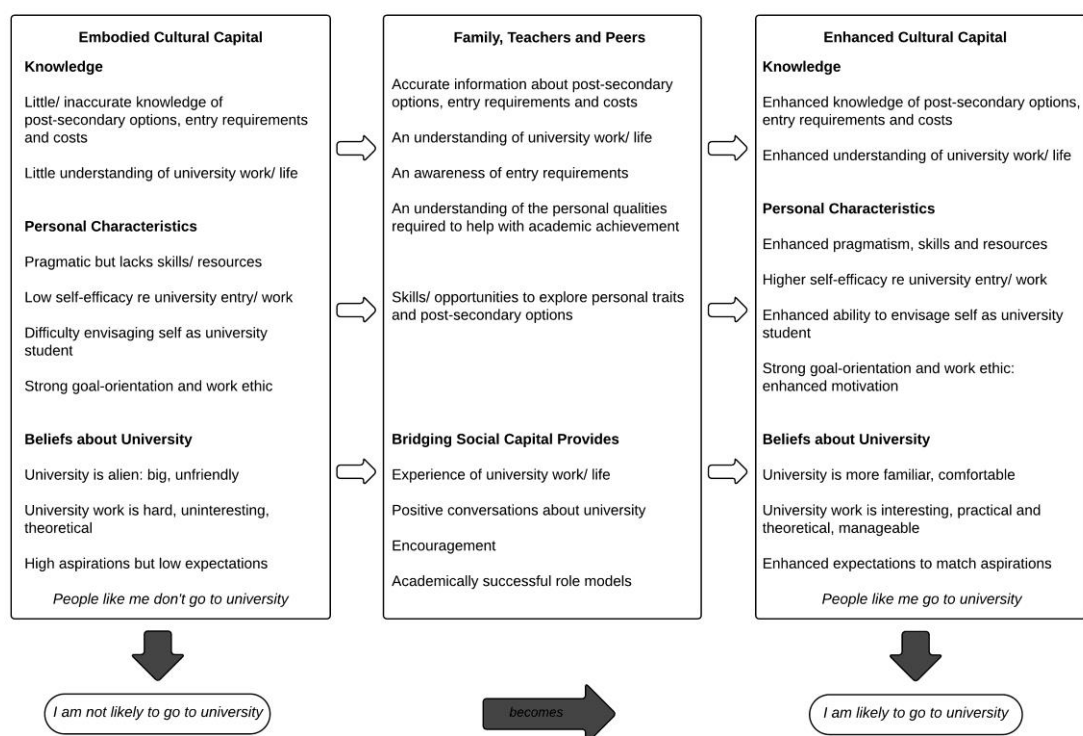 Embodied Cultural Capital
Knowledge
Little/ inaccurate knowledge of
post-secondary options, entry requirements
and costs
Little understanding of university work/ life
Personal Characteristics
Pragmatic but lacks skills/ resources
Low self-efficacy re university entry/ work
Difficulty envisaging self as university
student
Strong goal-orientation and work ethic
Beliefs about University
University is alien: big, unfriendly
University work is hard, uninteresting,
theoretical
High aspirations but low expectations
People like me don't go to university
Family, Teachers and Peers
Accurate information about post-secondary
options, entry requirements and costs
An understanding of university work/ life
An awareness of entry requirements
An understanding of the personal qualities
required to help with academic achievement
Skills/ opportunities to explore personal traits
and post-secondary options
Bridging Social Capital Provides
Experience of university work/ life
Positive conversations about university
Encouragement
Academically successful role models
Enhanced Cultural Capital
Knowledge
Enhanced knowledge of post-secondary options,
entry requirements and costs
Enhanced understanding of university work/ life
Personal Characteristics
Enhanced pragmatism, skills and resources
Higher self-efficacy re university entry/ work
Enhanced ability to envisage self as university
student
Strong goal-orientation and work ethic:
enhanced motivation
Beliefs about University
University is more familiar, comfortable
University work is interesting, practical and
theoretical, manageable
Enhanced expectations to match aspirations
People like me go to university
I am not likely to go to university
becomes
I am likely to go to university